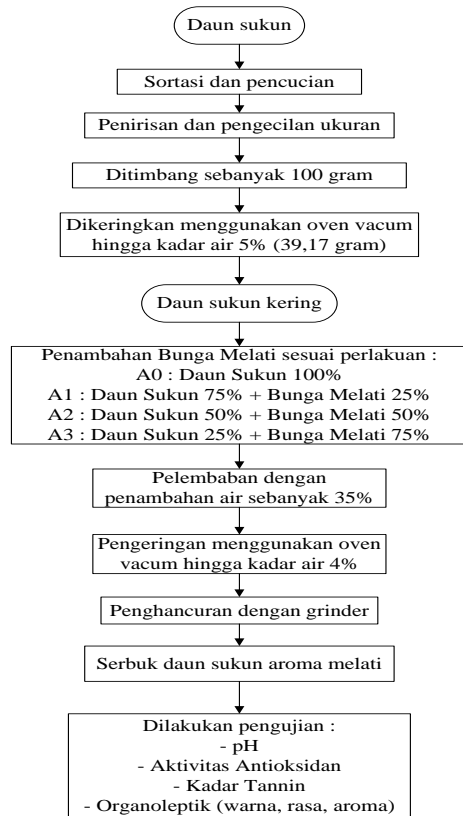 Daun sukun
Sortasi dan pencucian
Penirisan dan pengecilan ukuran
Ditimbang sebanyak 100 gram
Dikeringkan menggunakan oven vacum
hingga kadar air 5% (39,17 gram)
Daun sukun kering
Penambahan Bunga Melati sesuai perlakuan :
A0 : Daun Sukun 100%
A1 : Daun Sukun 75% + Bunga Melati 25%
A2 : Daun Sukun 50% + Bunga Melati 50%
A3 : Daun Sukun 25% + Bunga Melati 75%
Pelembaban dengan
penambahan air sebanyak 35%
Pengeringan menggunakan oven
vacum hingga kadar air 4%
Penghancuran dengan grinder
Serbuk daun sukun aroma melati
Dilakukan pengujian :
- pH
- Aktivitas Antioksidan
- Kadar Tannin
- Organoleptik (warna, rasa, aroma)